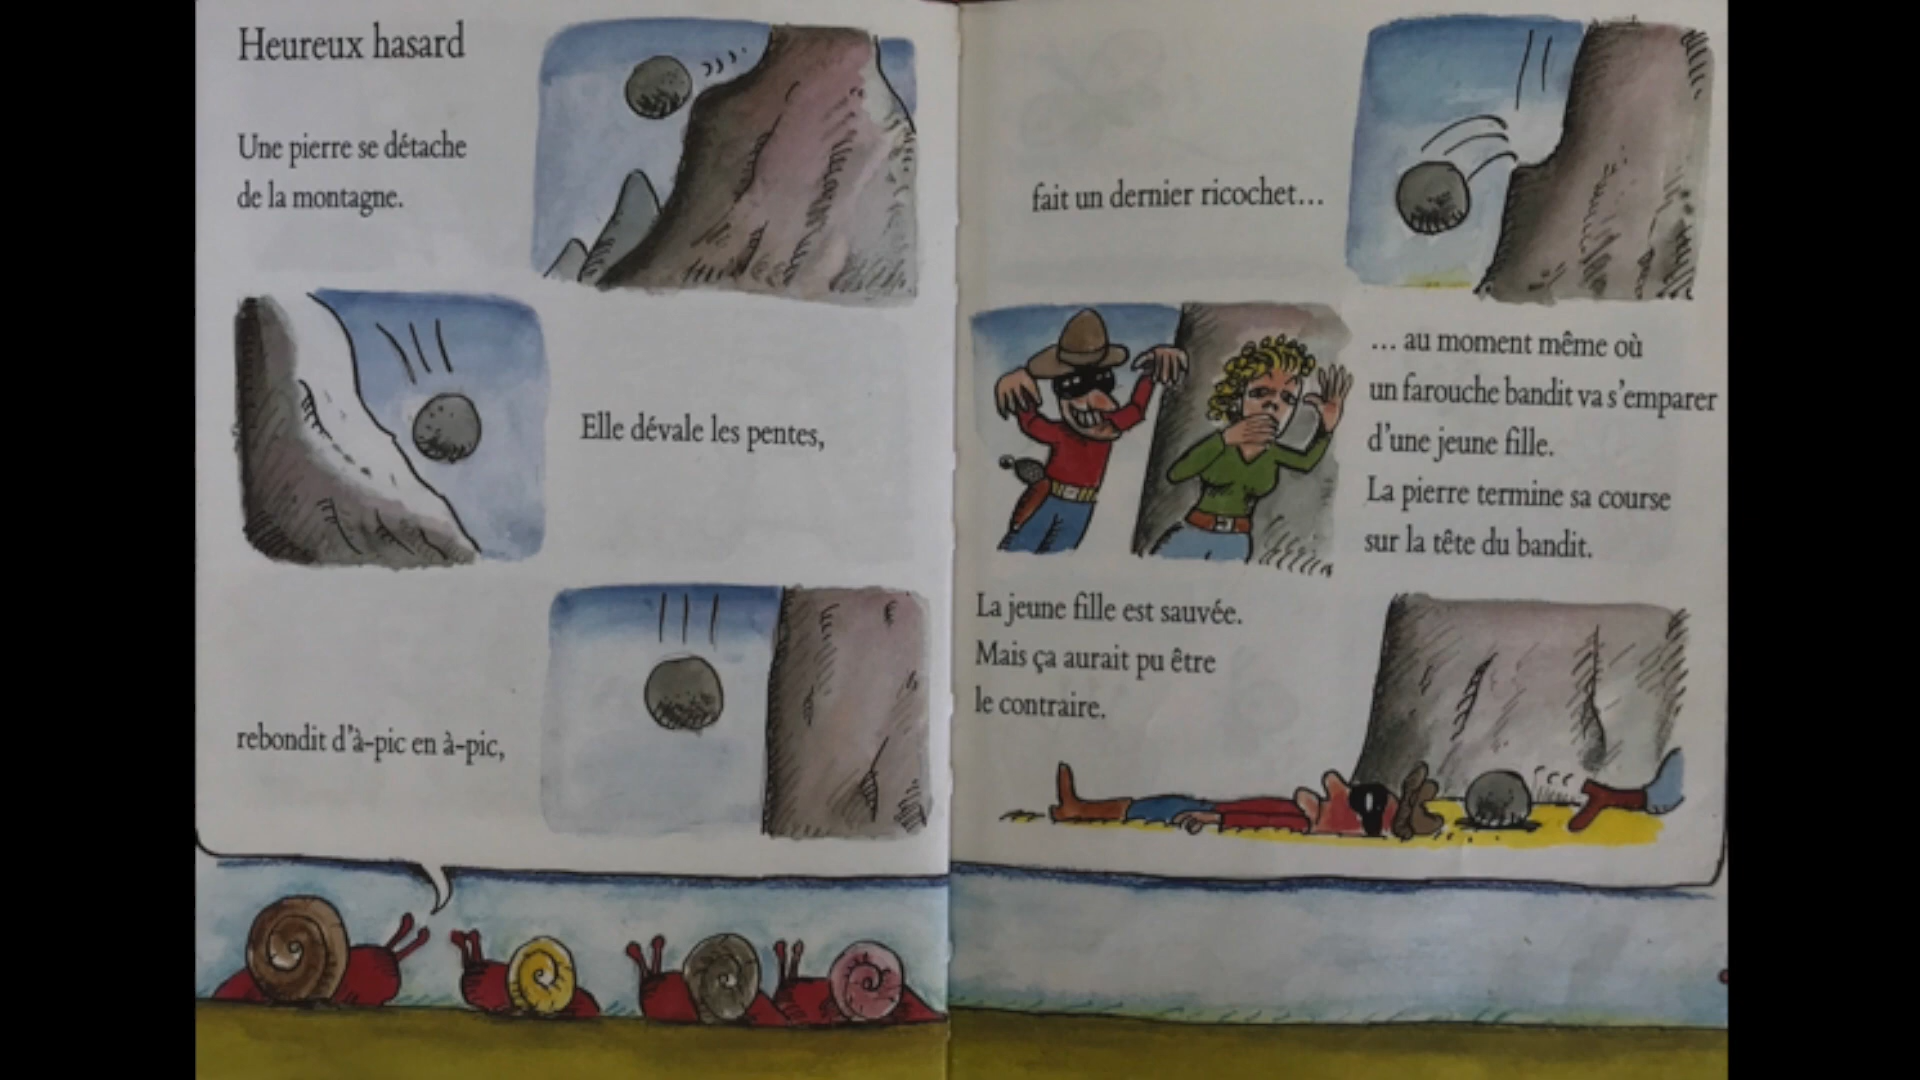 Heureux hasard
Une pierre se détache
de la montagne.
Elle dévale les pentes,
rebondit d'à-pic en à-pic,
fait un dernier ricochet...
... au moment même où
un farouche bandit va s'emparer
d'une jeune fille.
La pierre termine sa course
sur la tête du bandit.
La jeune fille est sauvée.
Mais ça aurait pu être
le contraire.